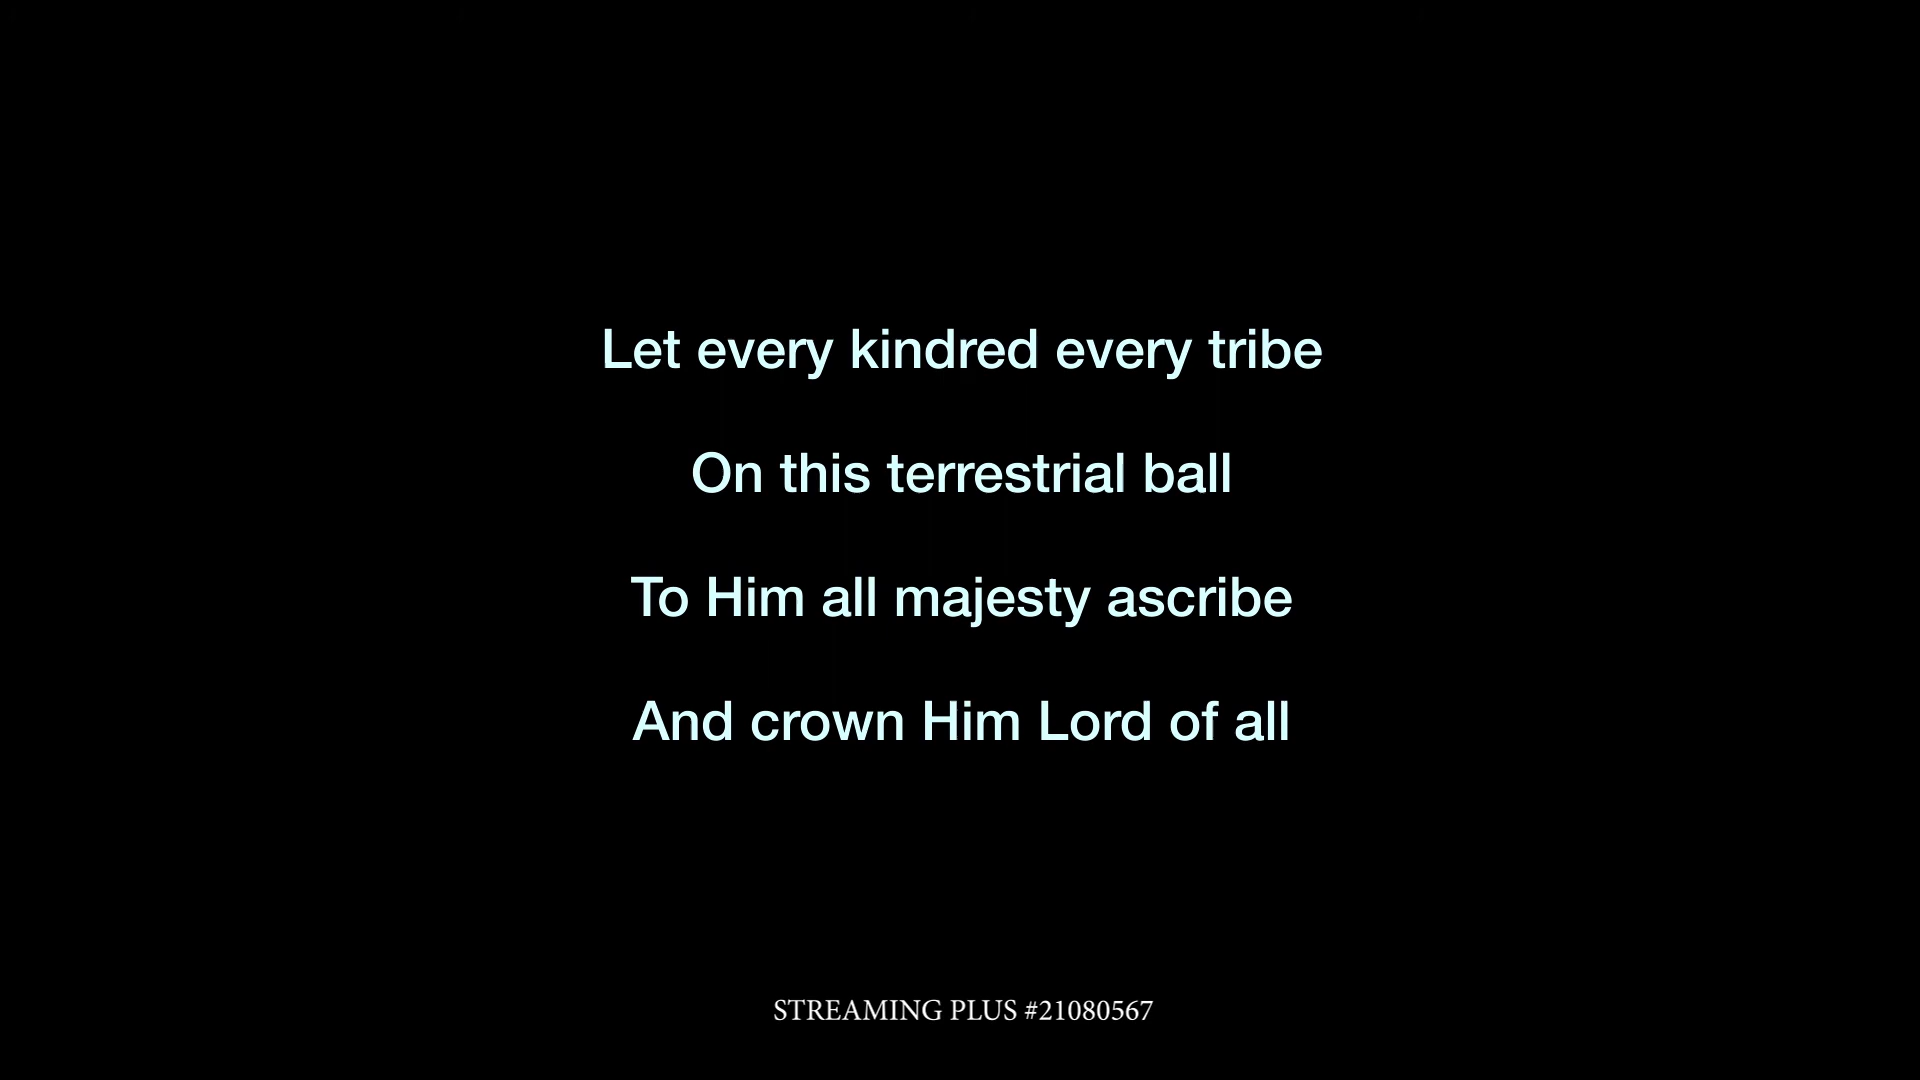 Let every kindred every tribe
On this terrestrial ball
To Him all majesty ascribe
And crown Him Lord of all
STREAMING PLUS #21080567